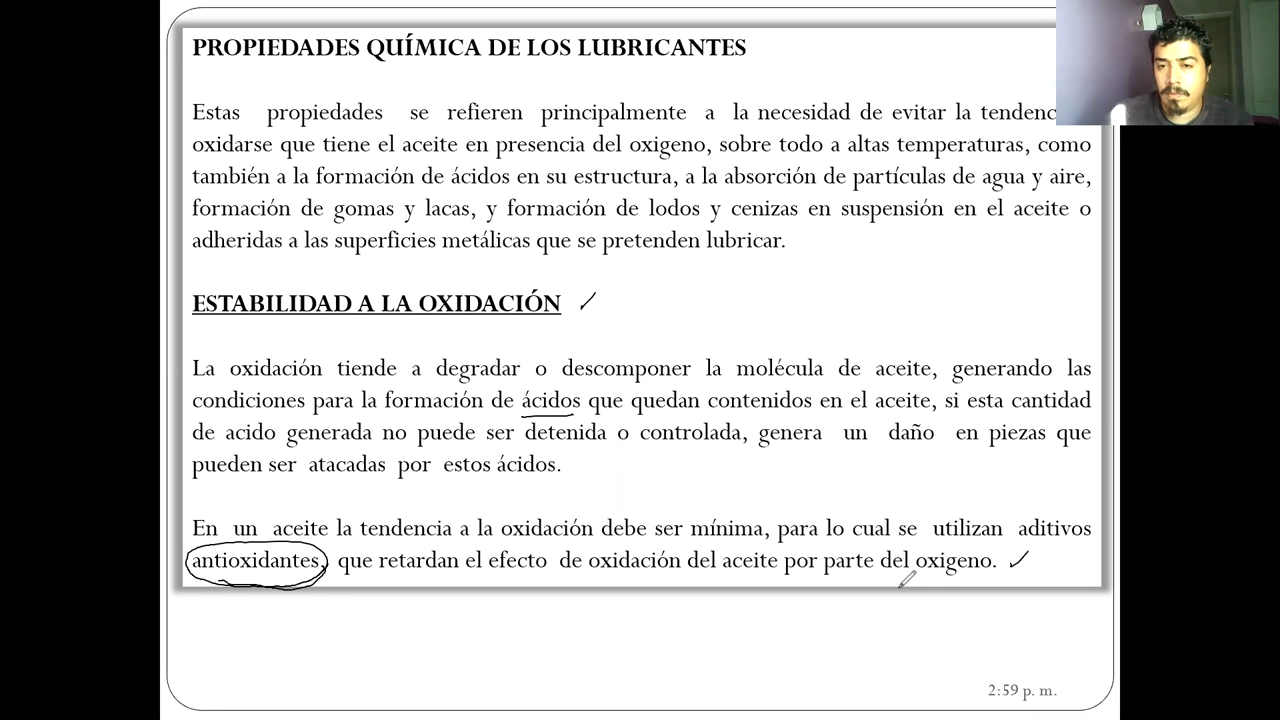 PROPIEDADES QUÍMICA DE LOS LUBRICANTES
Estas propiedades se refieren principalmente a la necesidad de evitar la
oxidarse que tiene el aceite en presencia del oxigeno, sobre todo a altas temperaturas, como
también a la formación de ácidos en su estructura, a la absorción de partículas de agua y aire,
formación de gomas y lacas, y formación de lodos y cenizas en suspensión en el aceite o
adheridas a las superficies metálicas que se pretenden lubricar.
ESTABILIDAD A LA OXIDACIÓN
La oxidación tiende a degradar o descomponer la molécula de aceite, generando las
condiciones para la formación de ácidos que quedan contenidos en el aceite, si esta cantidad
de acido generada no puede ser detenida o controlada, genera un daño en piezas que
pueden ser atacadas por estos ácidos.
En un aceite la tendencia a la oxidación debe ser mínima, para lo cual se utilizan aditivos
antioxidantes, que retardan el efecto de oxidación del aceite por parte del oxigeno.
2:59 p. m.